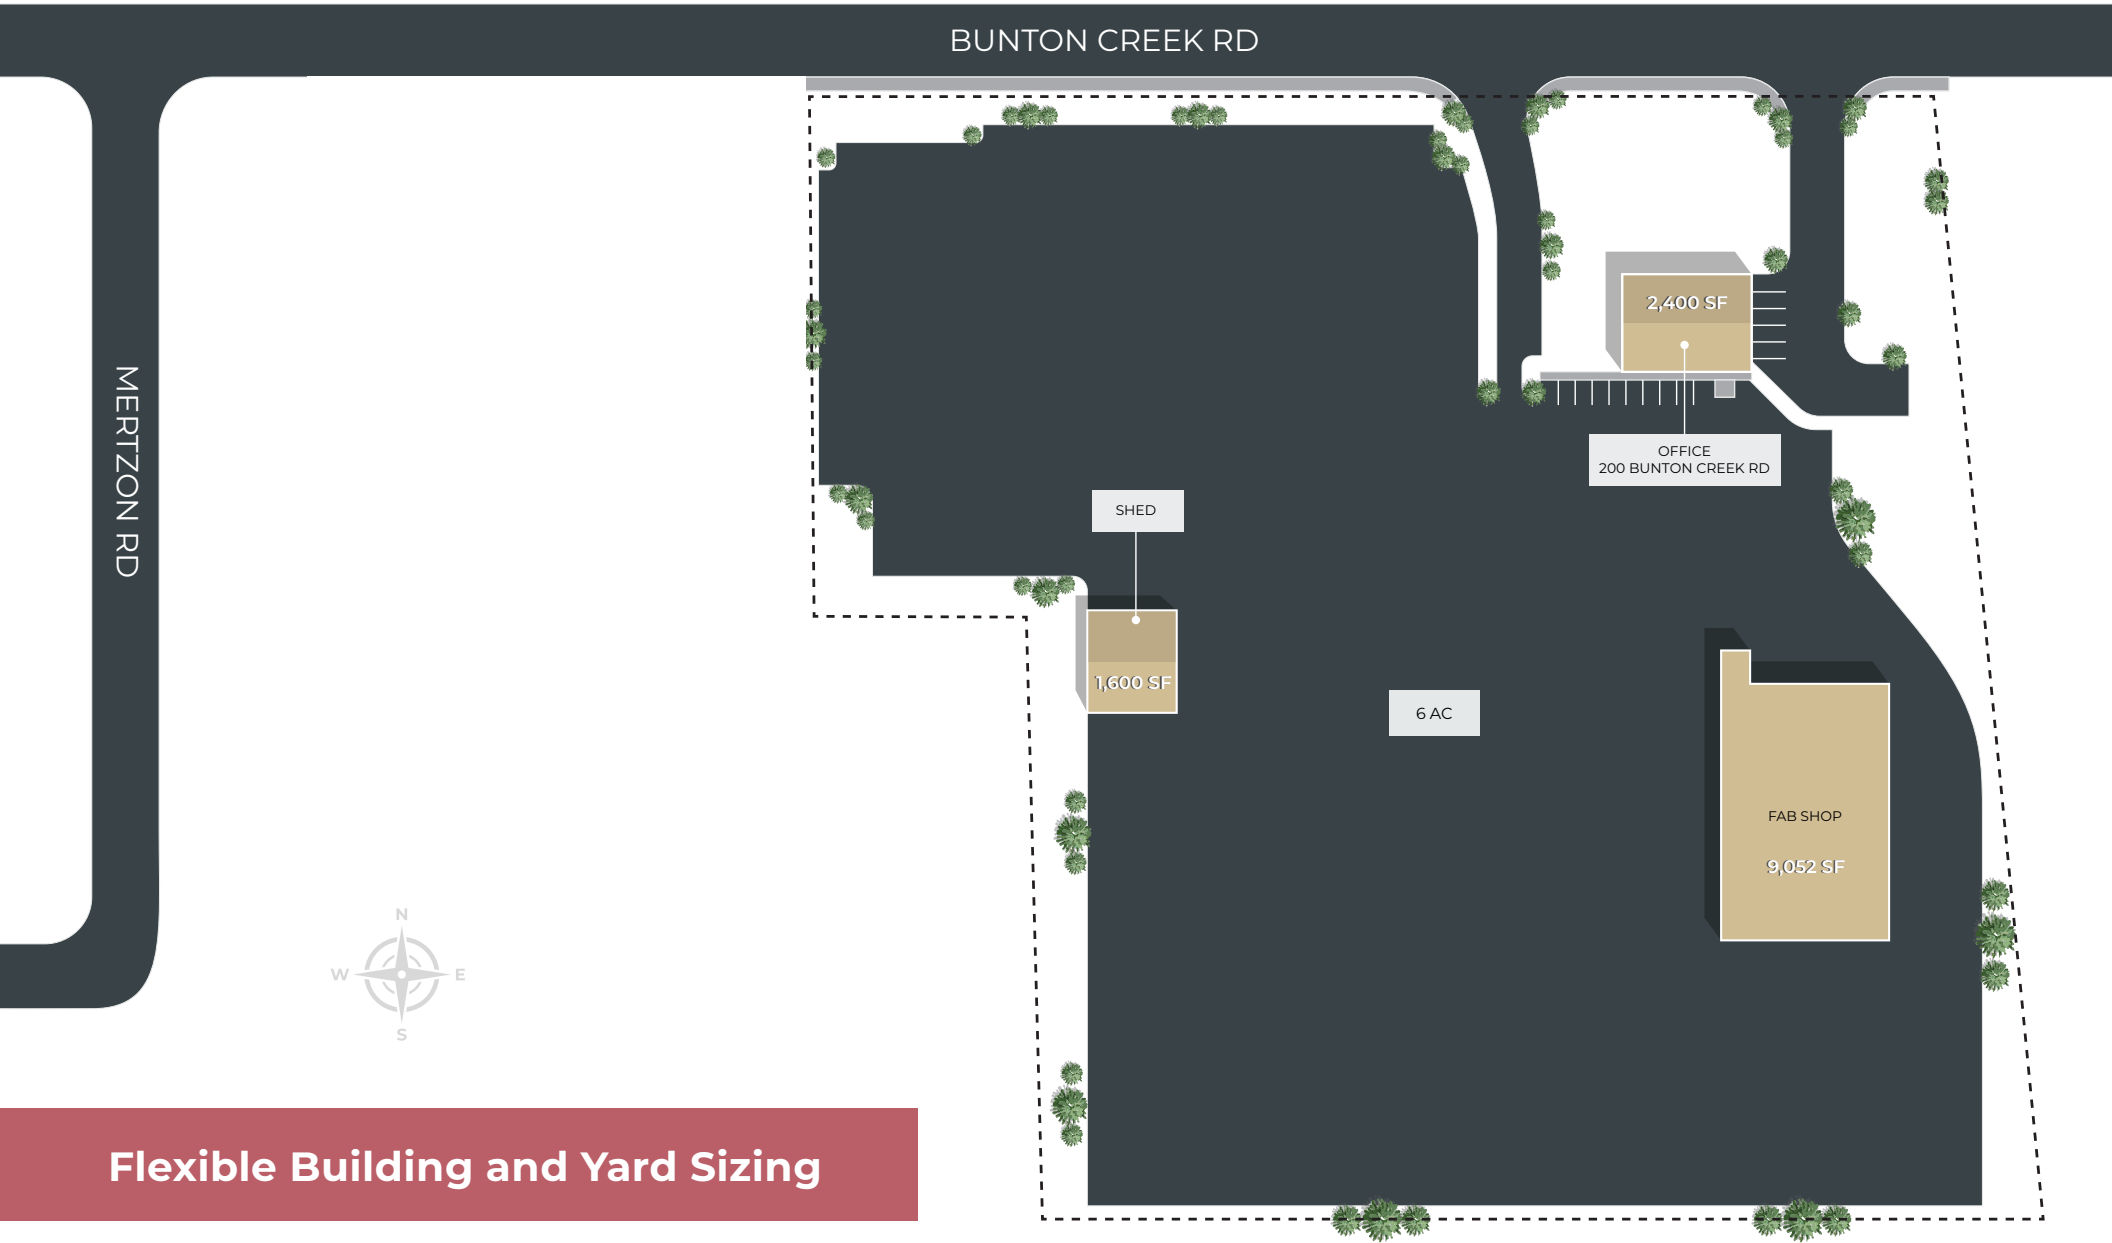 BUNTON CREEK RD
MERTZON RD
2,400 SF
OFFICE
200 BUNTON CREEK RD
SHED
1,600 SF
6 AC
FAB SHOP
9,052 SF
N
W E
S
Flexible Building and Yard Sizing